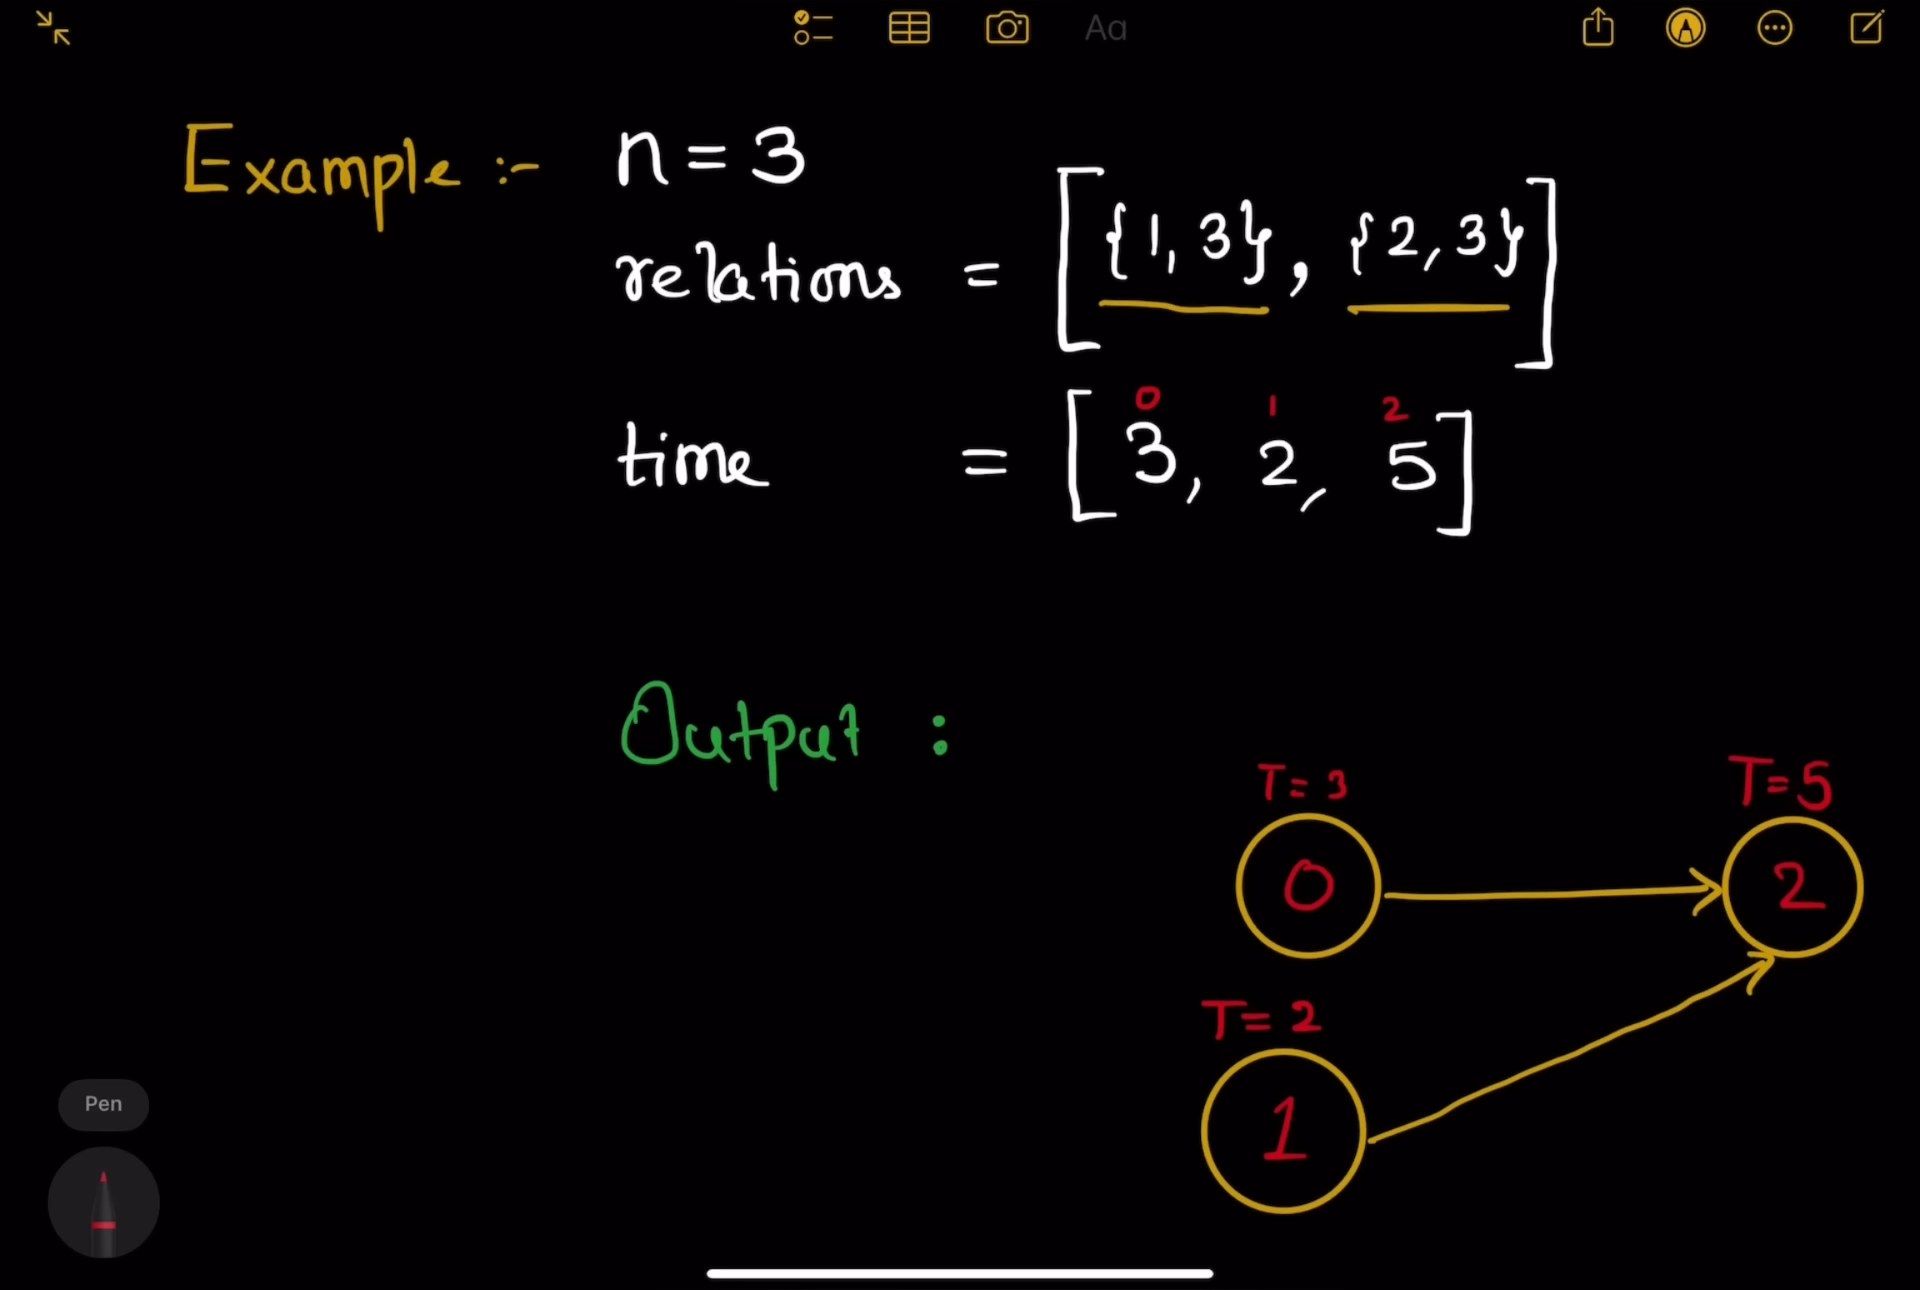 Aa
Example :- n = 3
relations = [{1, 3}, {2, 3}]
0 1 2
time = [3, 2, 5]
Output :
T= 3 T=5
0 2
T= 2
1
Pen